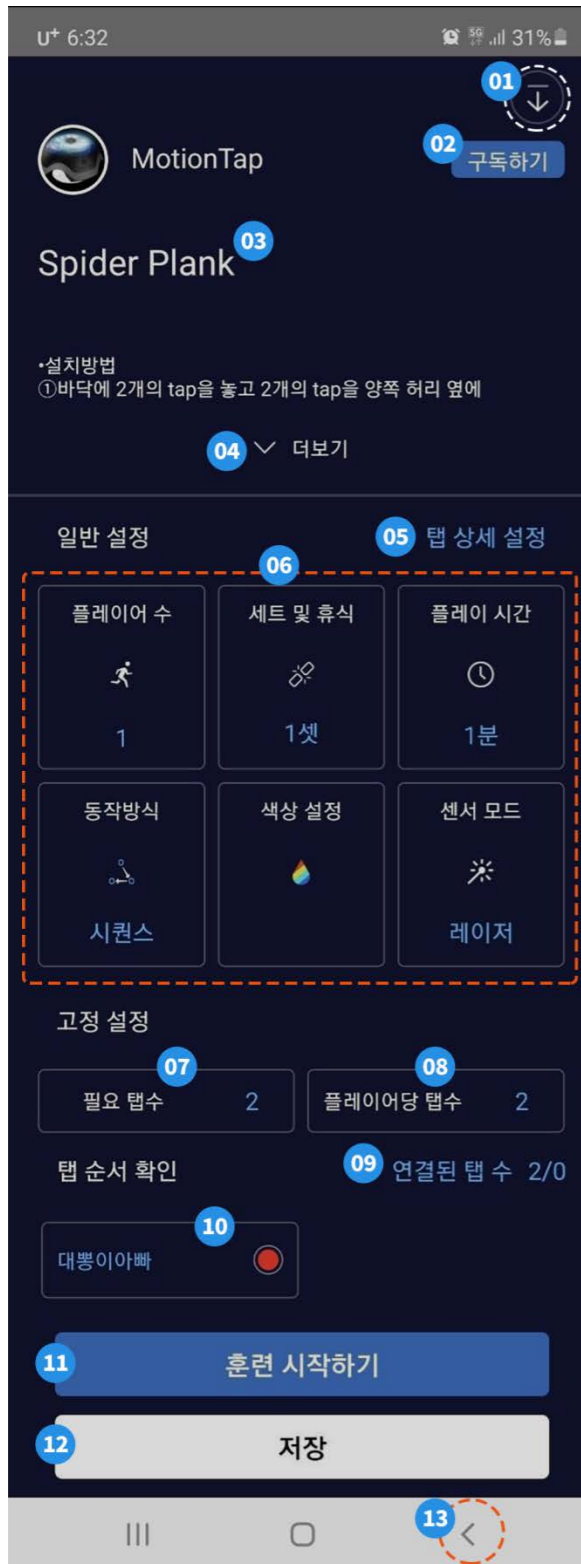 U+ 6:32 5G 31%
01
MotionTap 02 구독하기
Spider Plank 03
•설치방법
①바닥에 2개의 tap을 놓고 2개의 tap을 양쪽 허리 옆에
04 더보기
일반 설정 05 탭 상세 설정
06
플레이어 수 세트 및 휴식 플레이 시간
1 1셋 1분
동작방식 색상 설정 센서 모드
시퀀스 레이저
고정 설정
07 08
필요 탭수 2 플레이어당 탭수 2
탭 순서 확인 09 연결된 탭 수 2/0
10
대뽕이아빠
11 훈련 시작하기
12 저장
13